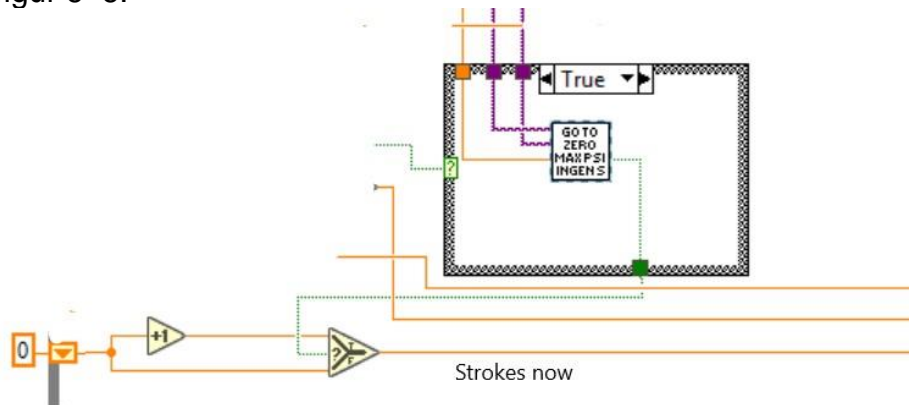 True
GO TO
ZERO
MAX PSI
INGEN S
?
+1
0
?
T
F
Strokes now